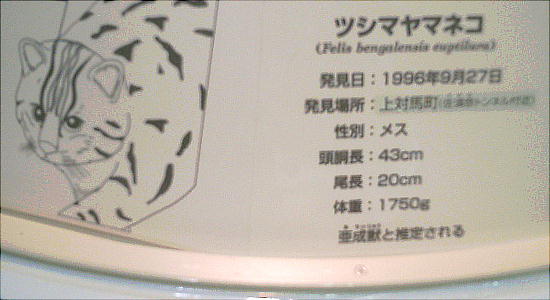 ツシマヤマネコ
(Felis bengalensis euptilura)
発見日：1996年9月27日
発見場所：上対馬町
性別：メス
頭胴長：43cm
尾長：20cm
体重：1750g
亜成獣と推定される